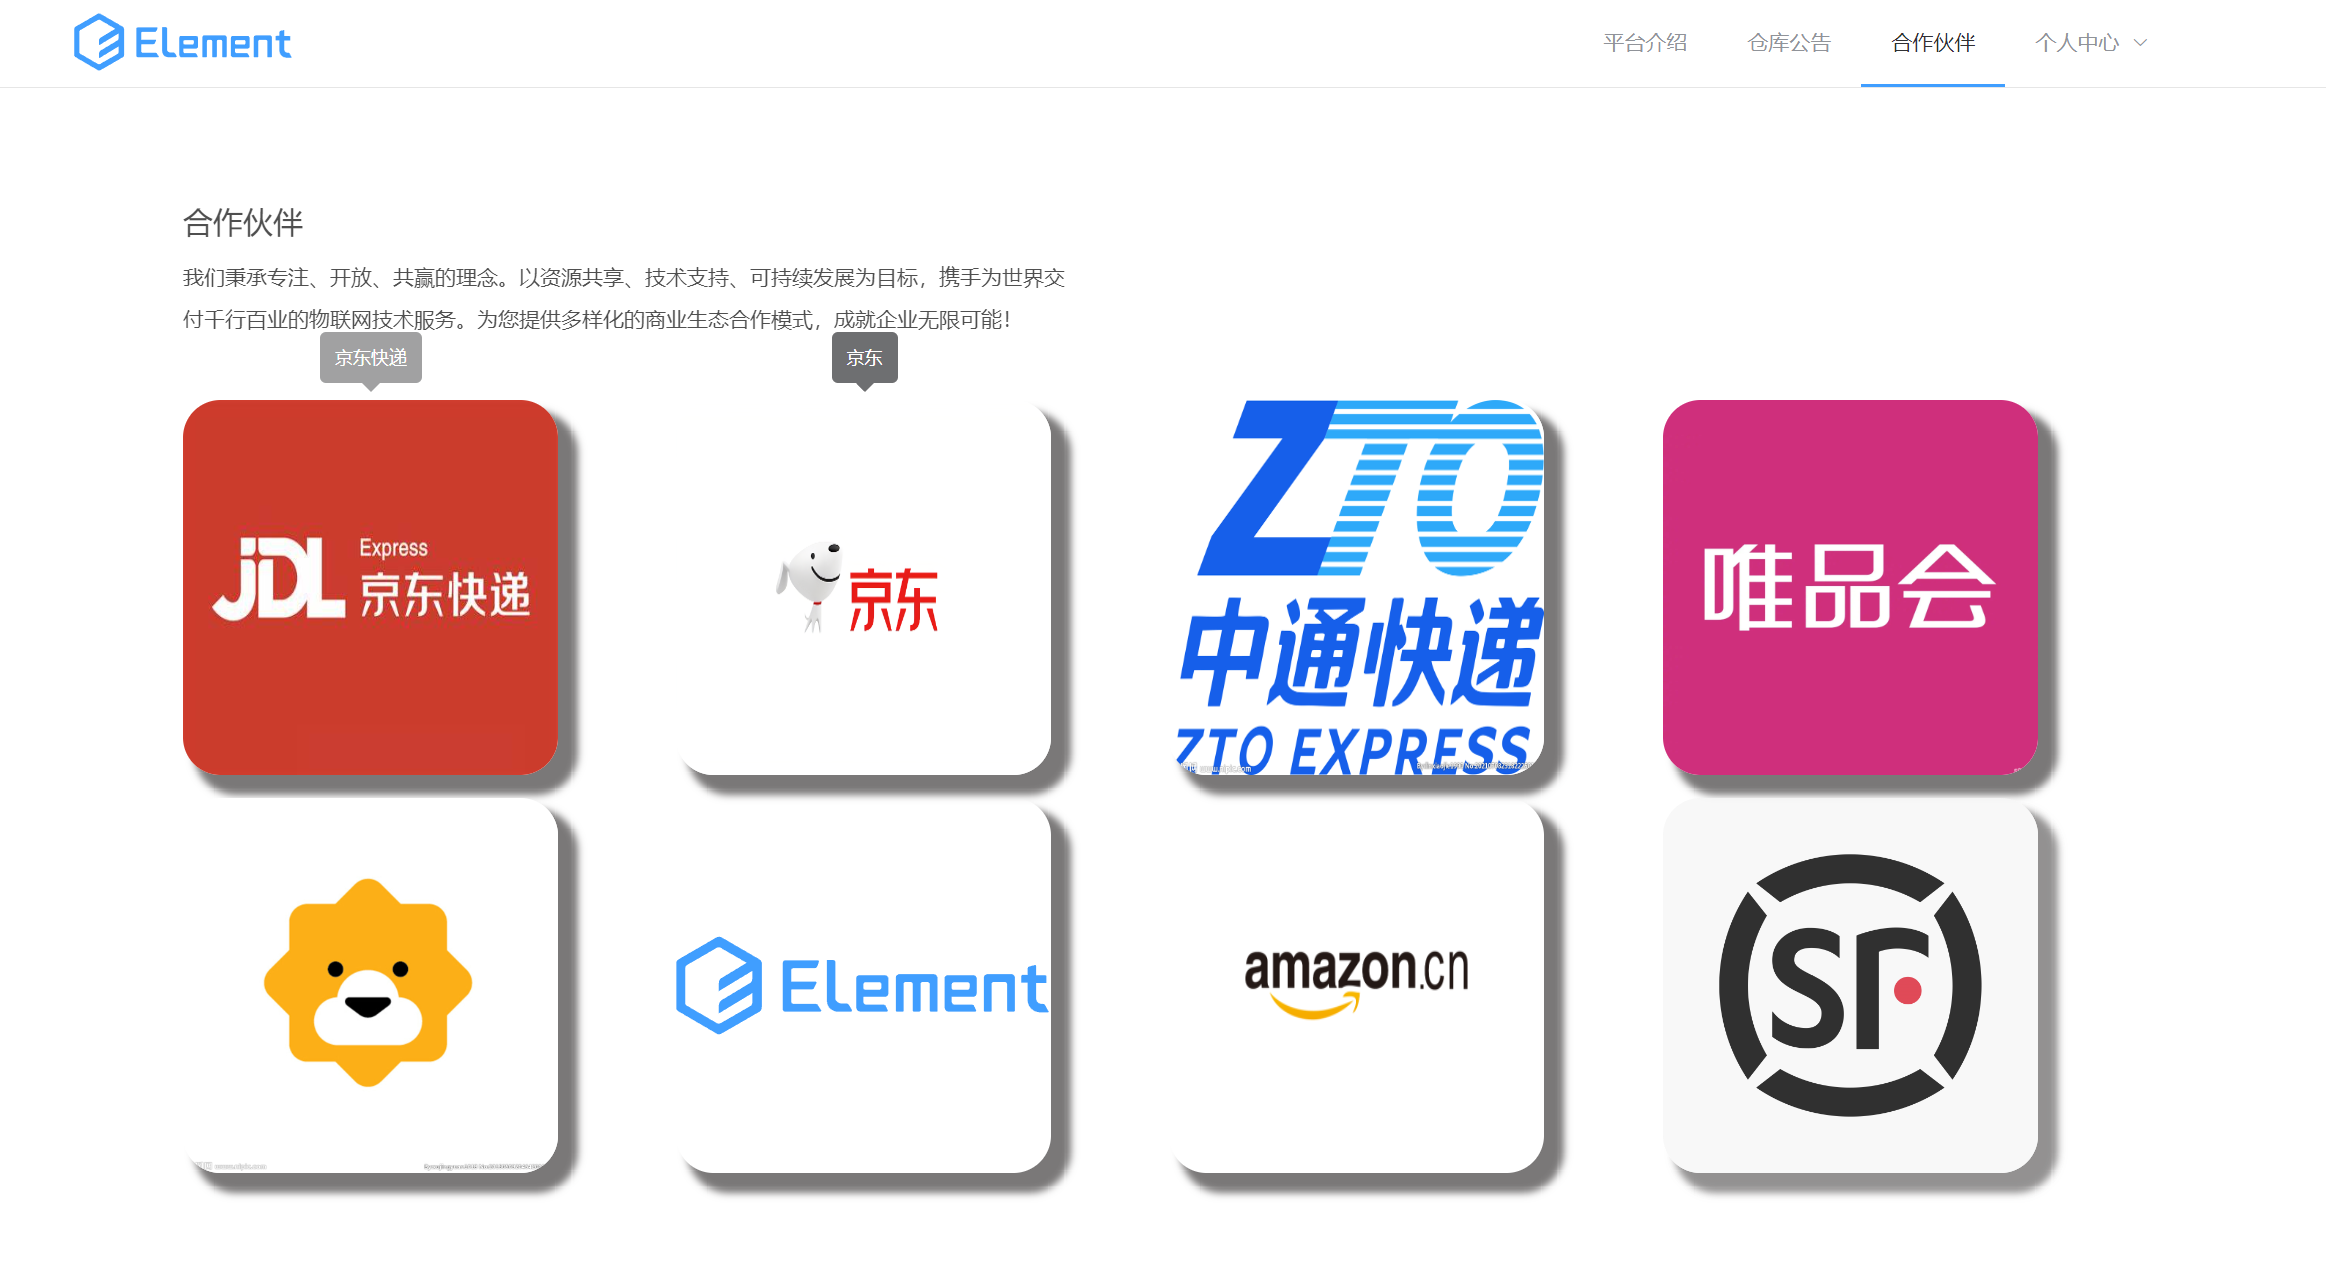 Element
平台介绍
仓库公告
合作伙伴
个人中心
合作伙伴
我们秉承专注、开放、共赢的理念。以资源共享、技术支持、可持续发展为目标，携手为世界交
付千行百业的物联网技术服务。为您提供多样化的商业生态合作模式，成就企业无限可能！
京东快递
京东
JDL
Express
京东快递
京东
ZTO
中通快递
ZTO EXPRESS
唯品会
Element
amazon.cn
SF